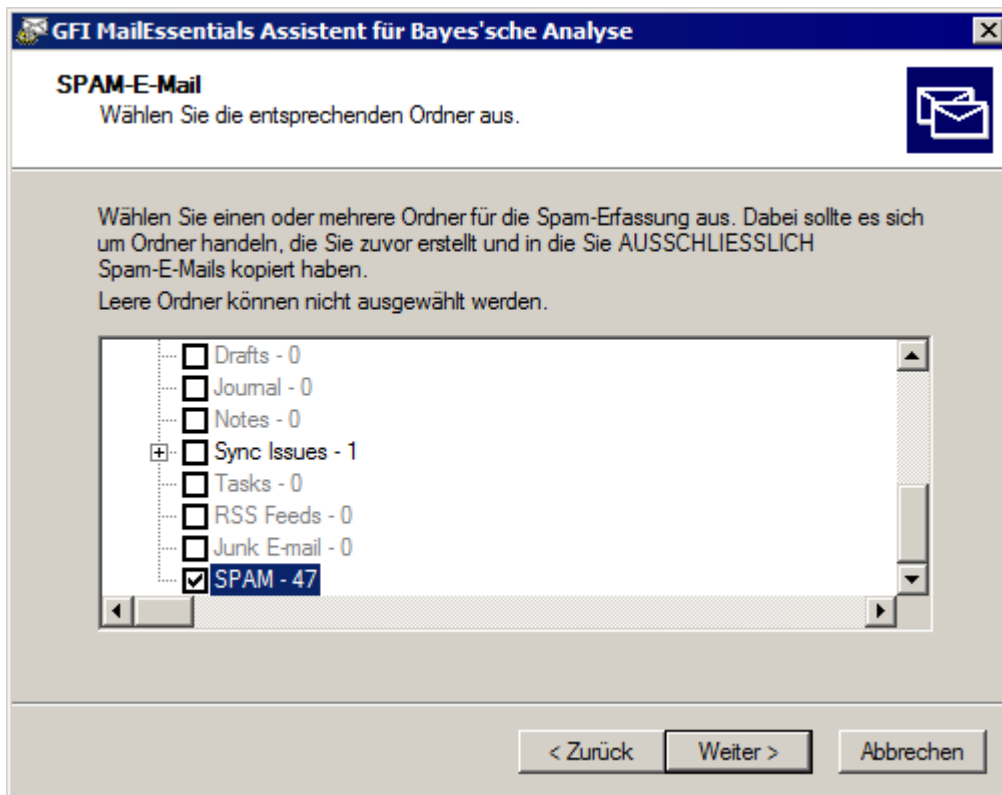 GFI MailEssentials Assistent für Bayes'sche Analyse
SPAM-E-Mail
Wählen Sie die entsprechenden Ordner aus.
Wählen Sie einen oder mehrere Ordner für die Spam-Erfassung aus. Dabei sollte es sich
um Ordner handeln, die Sie zuvor erstellt und in die Sie AUSSCHLIESSLICH
Spam-E-Mails kopiert haben.
Leere Ordner können nicht ausgewählt werden.
Drafts - 0
Journal - 0
Notes - 0
Sync Issues - 1
Tasks - 0
RSS Feeds - 0
Junk E-mail - 0
SPAM - 47
< Zurück Weiter > Abbrechen